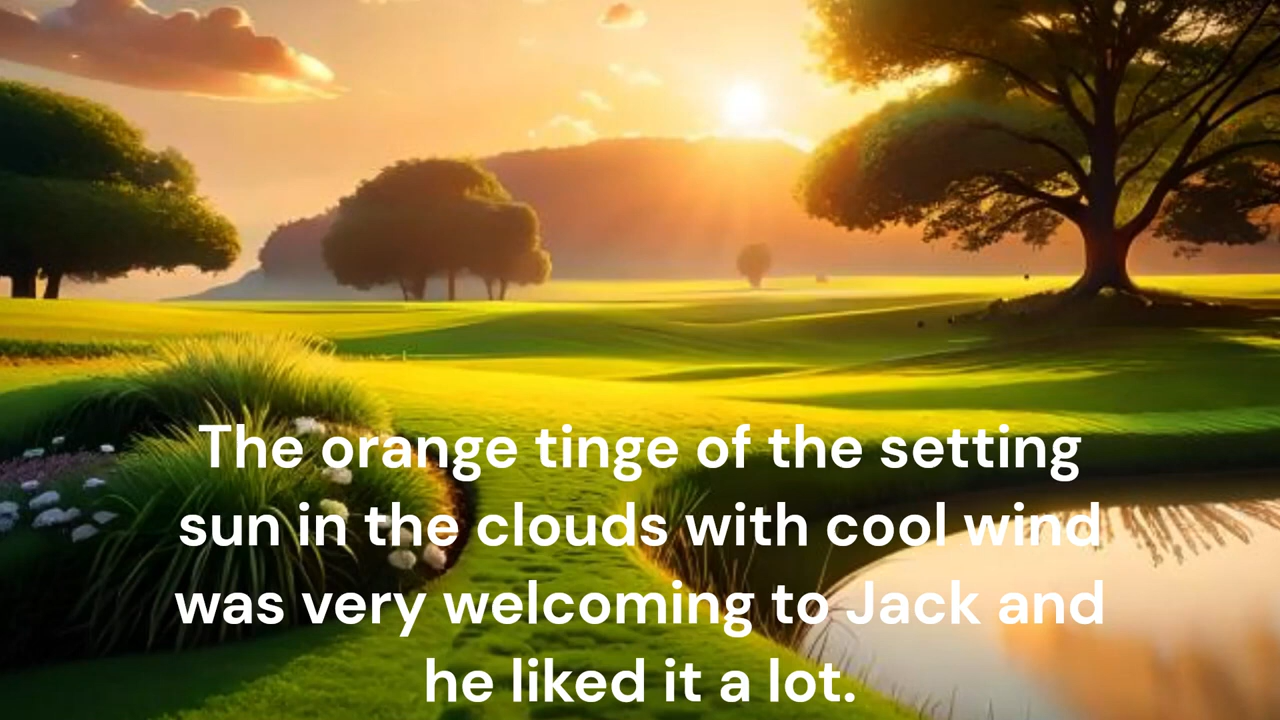 The orange tinge of the setting
sun in the clouds with cool wind
was very welcoming to Jack and
he liked it a lot.